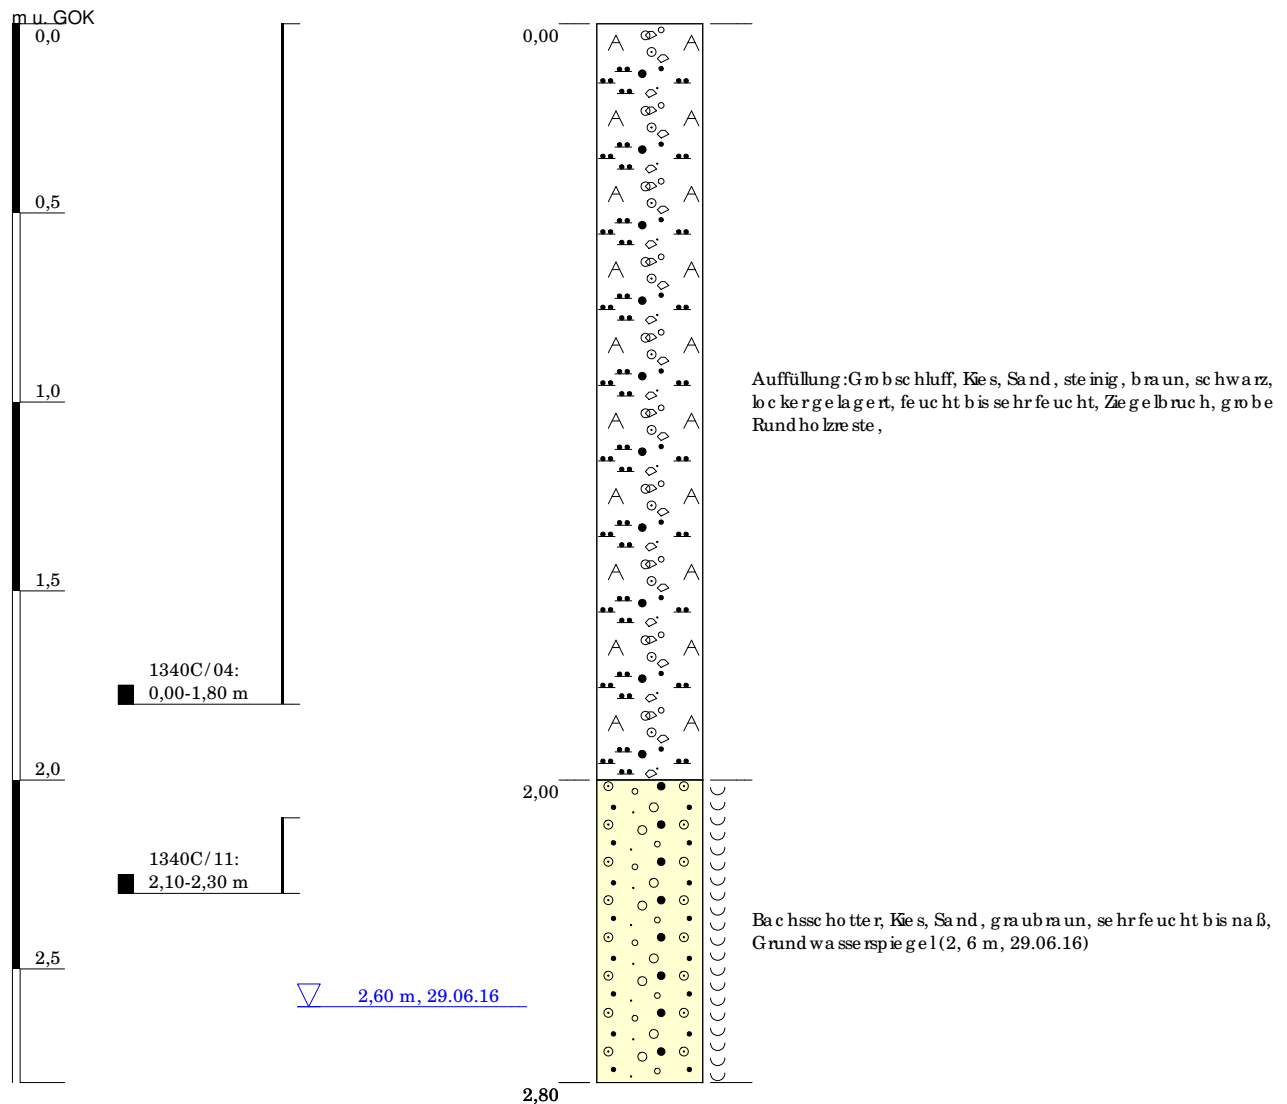 m u. GOK
0,0
0,5
1,0
1,5
2,0
2,5
1340C/04:
0,00-1,80 m
1340C/11:
2,10-2,30 m
2,60 m, 29.06.16
0,00
2,00
2,80
Auffüllung:Grobschluff, Kies, Sand, steinig, braun, schwarz,
locker gelagert, feucht bis sehr feucht, Ziegelbruch, grobe
Rundholzreste,
Bachsschotter, Kies, Sand, graubraun, sehr feucht bis naß,
Grundwasserspiegel(2, 6 m, 29.06.16)